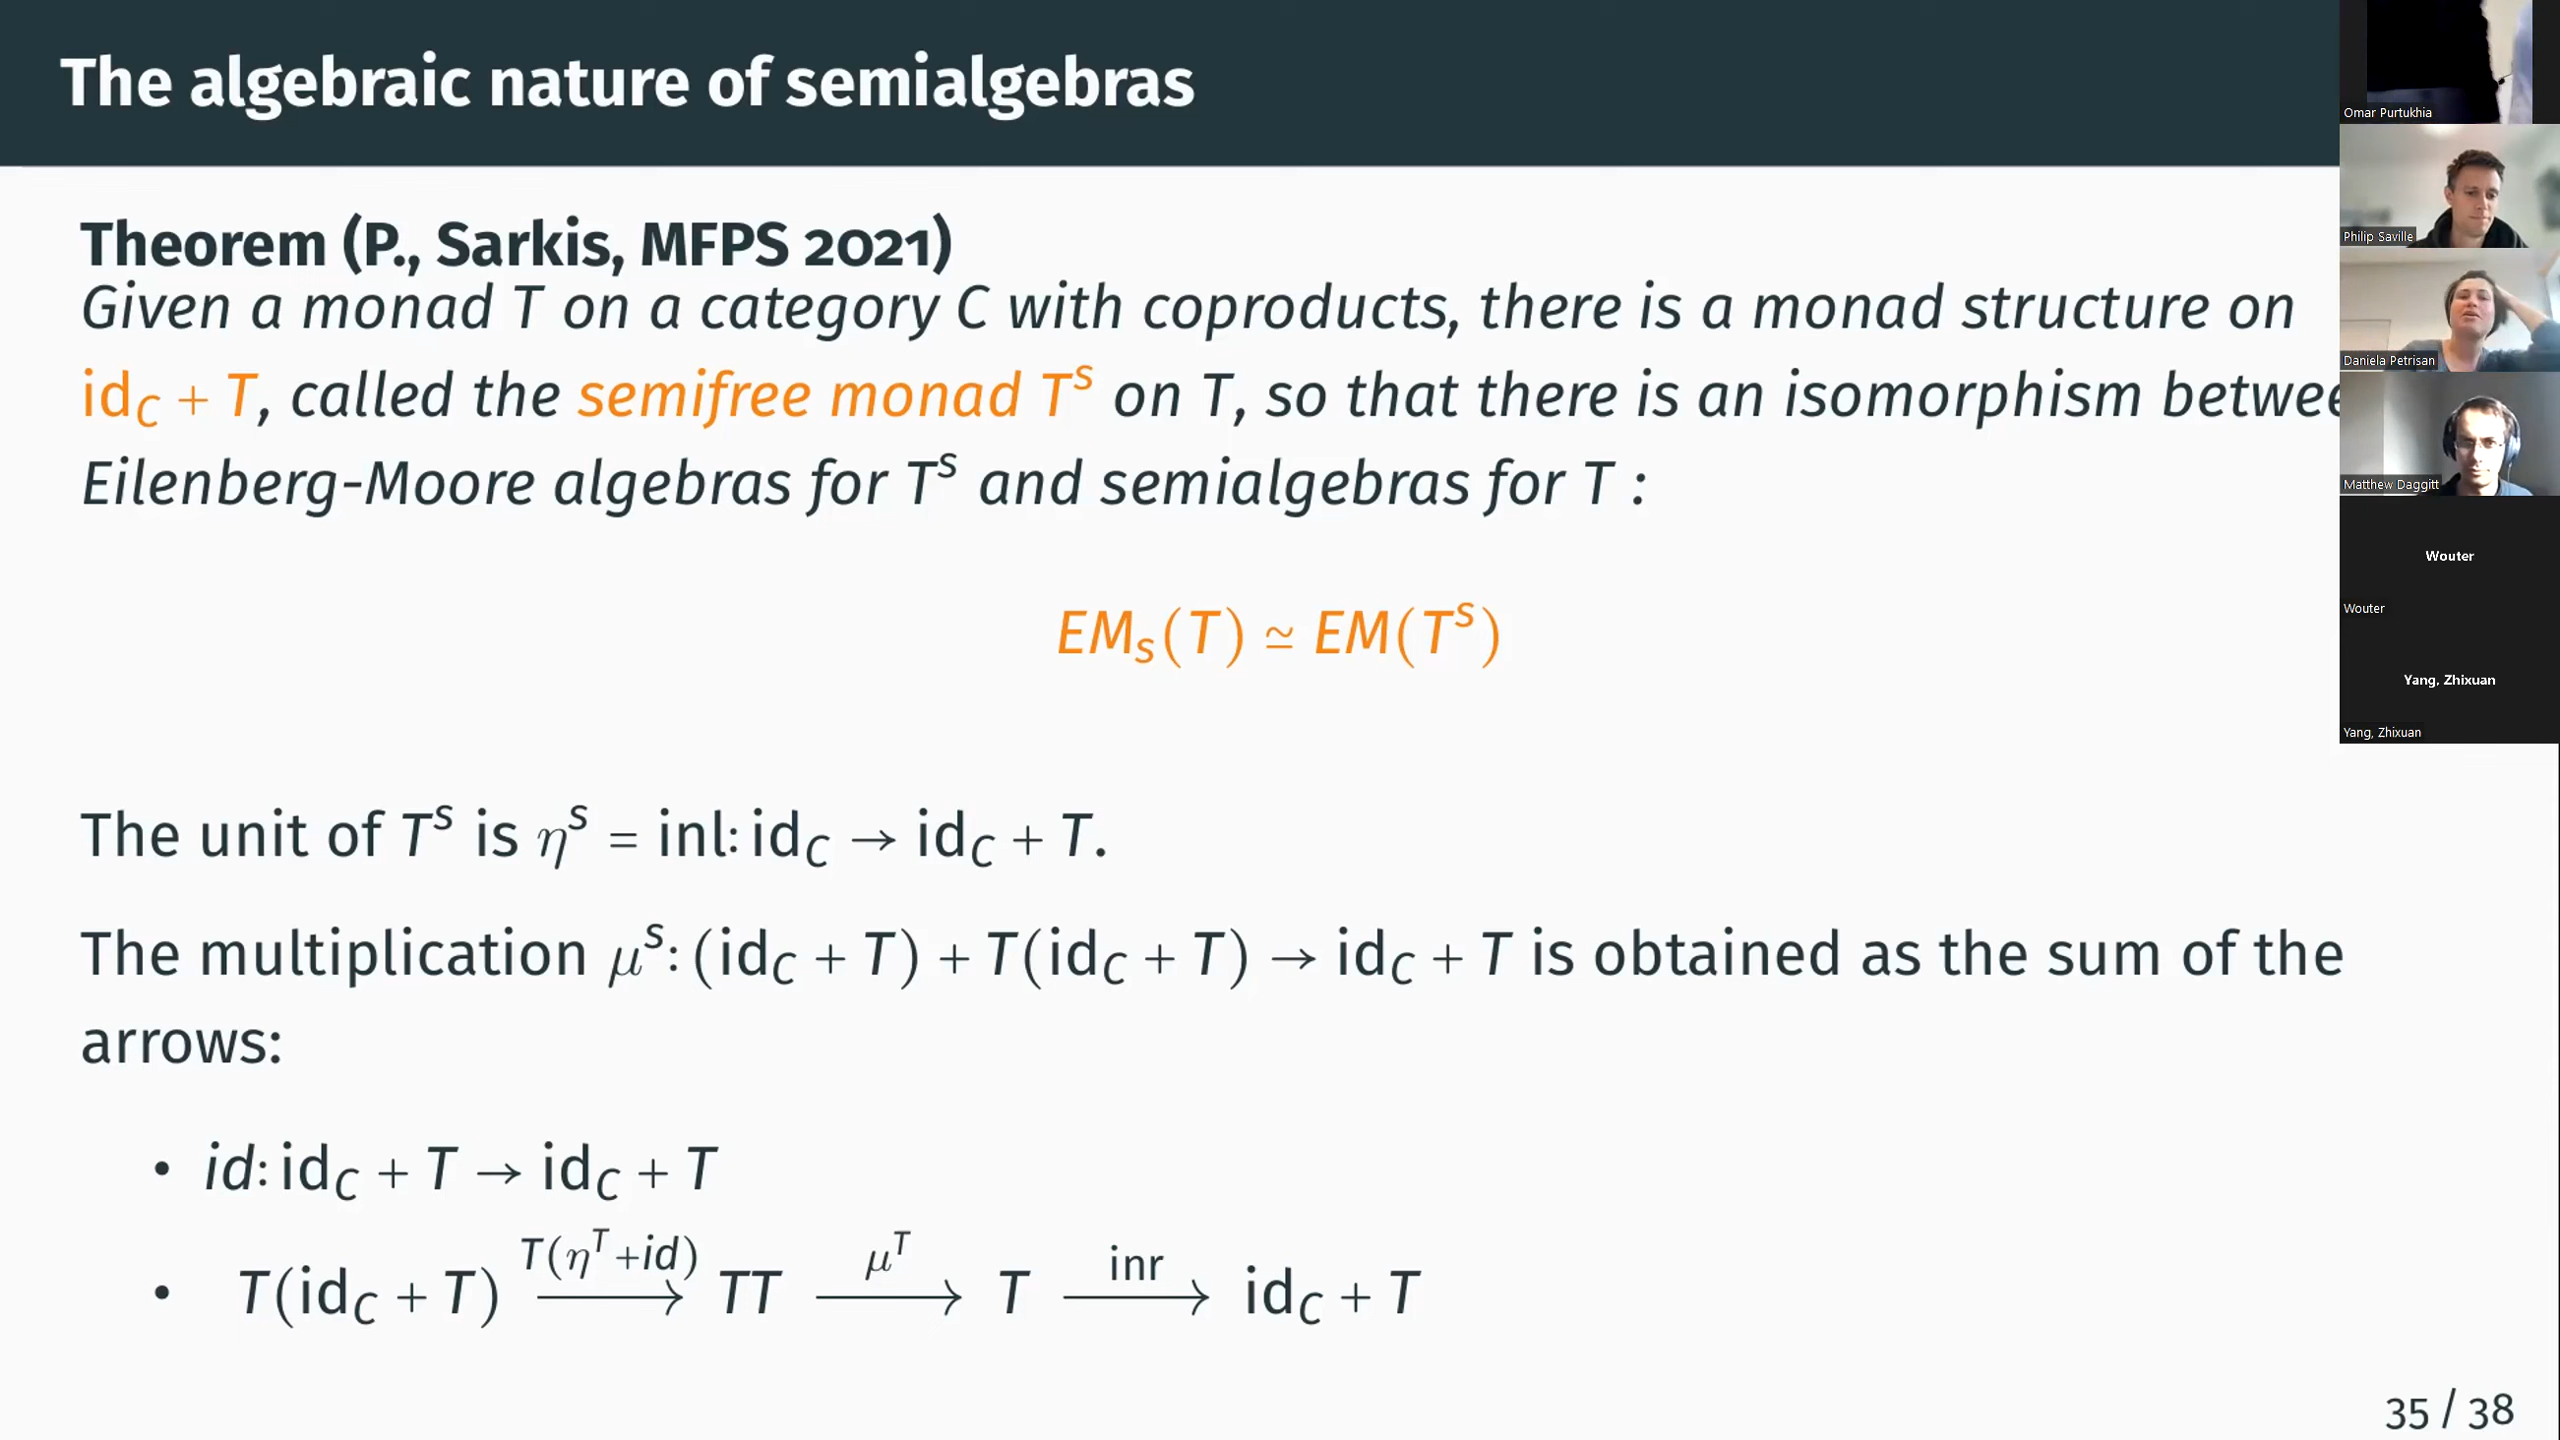 The algebraic nature of semialgebras
Theorem (P., Sarkis, MFPS 2021)
Given a monad T on a category C with coproducts, there is a monad structure on
id_C + T, called the semifree monad T^s on T, so that there is an isomorphism betwee
Eilenberg-Moore algebras for T^s and semialgebras for T :
EM_s(T) ≃ EM(T^s)
The unit of T^s is η^s = inl: id_C → id_C + T.
The multiplication μ^s: (id_C + T) + T(id_C + T) → id_C + T is obtained as the sum of the
arrows:
• id: id_C + T → id_C + T
• T(id_C + T) T(η^T+id)⟶ TT μ^T⟶ T inr⟶ id_C + T
35 / 38
Omar Purtukhia
Philip Saville
Daniela Petrisan
Matthew Daggitt
Wouter
Wouter
Yang, Zhixuan
Yang, Zhixuan